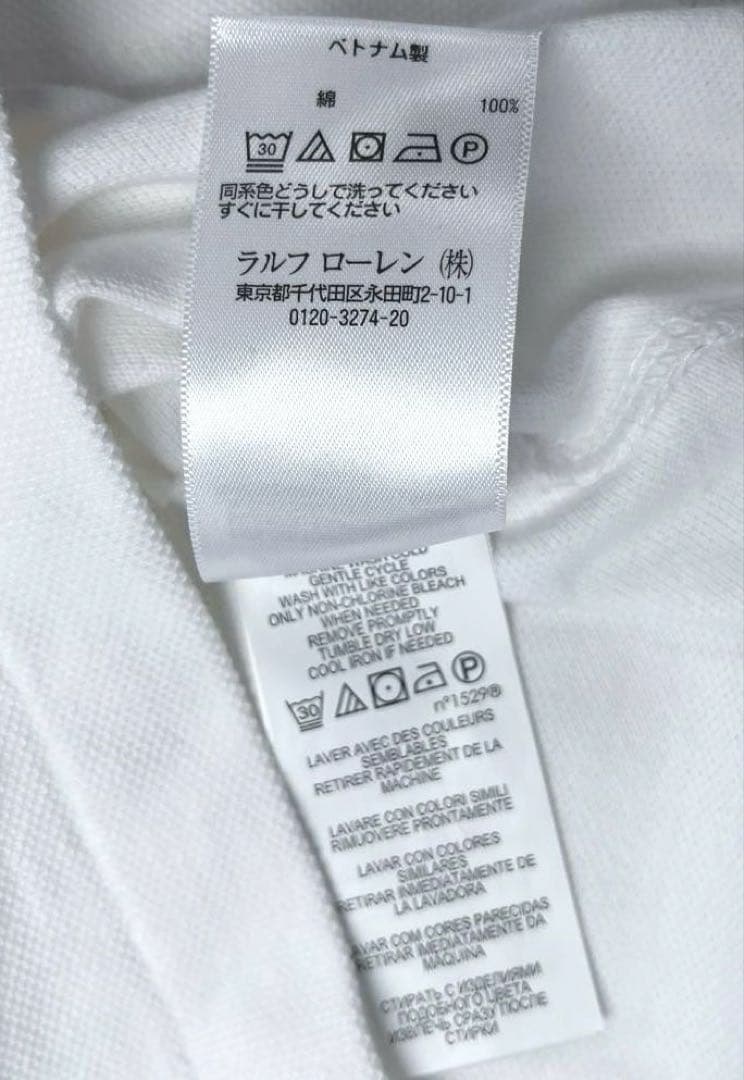 ベトナム製
綿 100%
30 P
同系色どうしで洗ってください
すぐに干してください
ラルフ ローレン (株)
東京都千代田区永田町2-10-1
0120-3274-20
MACHINE WASH COLD
GENTLE CYCLE
WASH WITH LIKE COLORS
ONLY NON-CHLORINE BLEACH
WHEN NEEDED
REMOVE PROMPTLY
TUMBLE DRY LOW
COOL IRON IF NEEDED
30 P
n°1529®
LAVER AVEC DES COULEURS
SEMBLABLES
RETIRER RAPIDEMENT DE LA
MACHINE
LAVARE CON COLORI SIMILI
RIMUOVERE PRONTAMENTE
LAVAR CON COLORES
SIMILARES
RETIRAR INMEDIATAMENTE DE
LA LAVADORA
LAVAR COM CORES PARECIDAS
RETIRAR IMEDIATAMENTE DA
MAQUINA
СТИРАТЬ С ИЗДЕЛИЯМИ
ПОДОБНОГО ЦВЕТА
ИЗВЛЕЧЬ СРАЗУ ПОСЛЕ
СТИРКИ